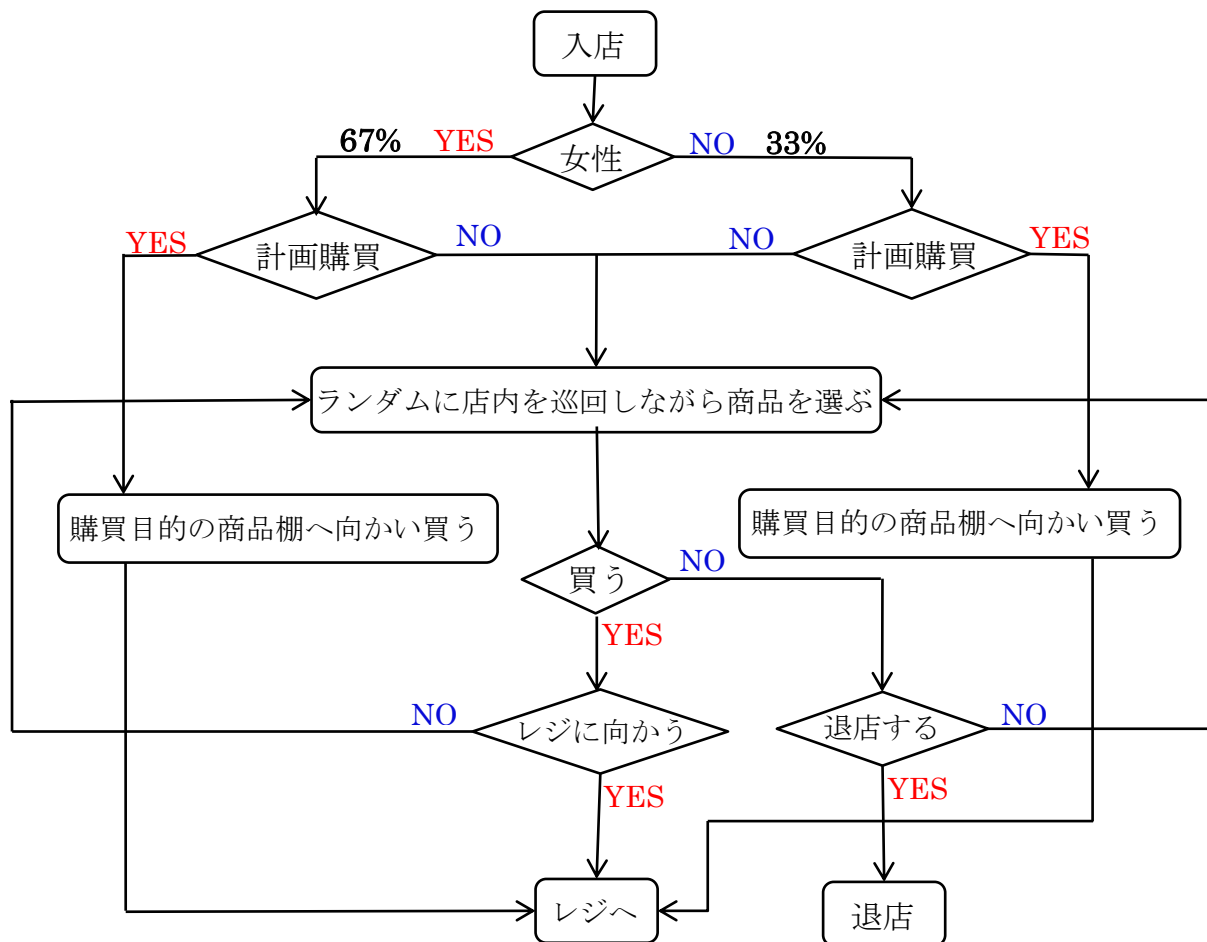 入店
67%
YES
女性
NO
33%
YES
計画購買
NO
NO
計画購買
YES
ランダムに店内を巡回しながら商品を選ぶ
購買目的の商品棚へ向かい買う
購買目的の商品棚へ向かい買う
買う
NO
YES
NO
レジに向かう
退店する
NO
YES
YES
レジへ
退店